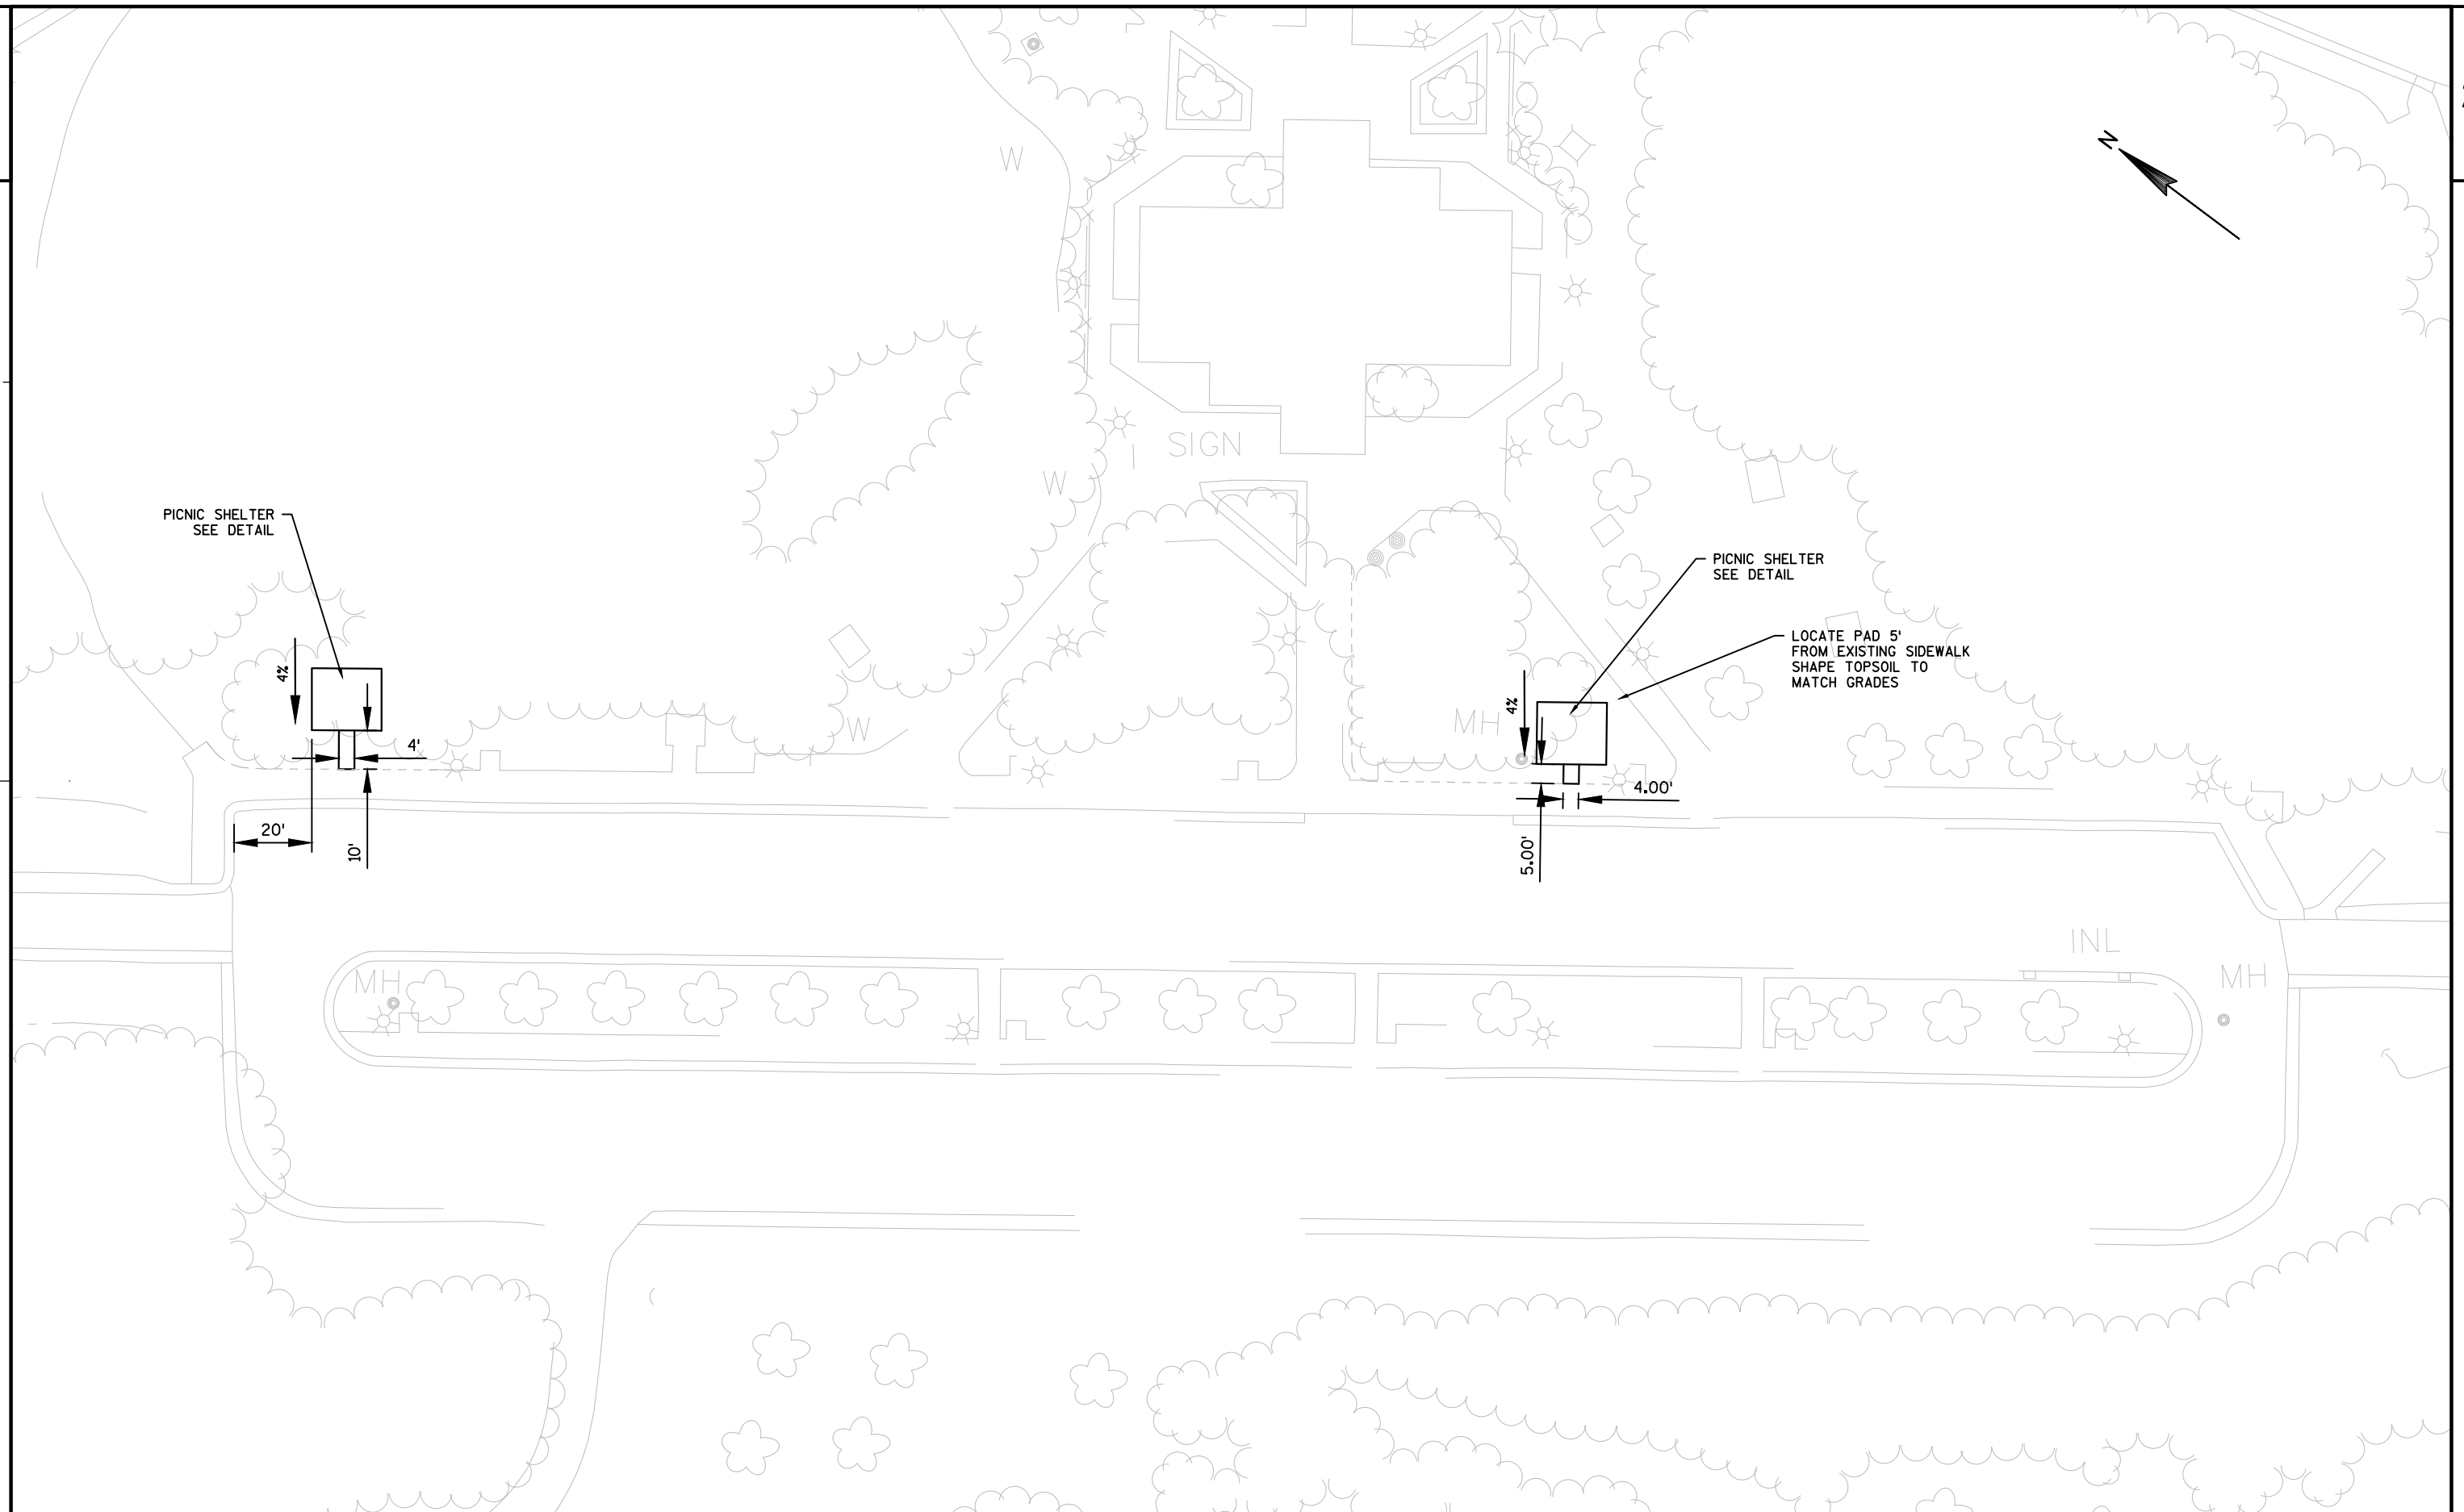 N
W
SIGN
W
PICNIC SHELTER
SEE DETAIL
PICNIC SHELTER
SEE DETAIL
LOCATE PAD 5'
FROM EXISTING SIDEWALK
SHAPE TOPSOIL TO
MATCH GRADES
4%
4%
W
MH
4'
4.00'
20'
10'
5.00'
INL
MH
MH